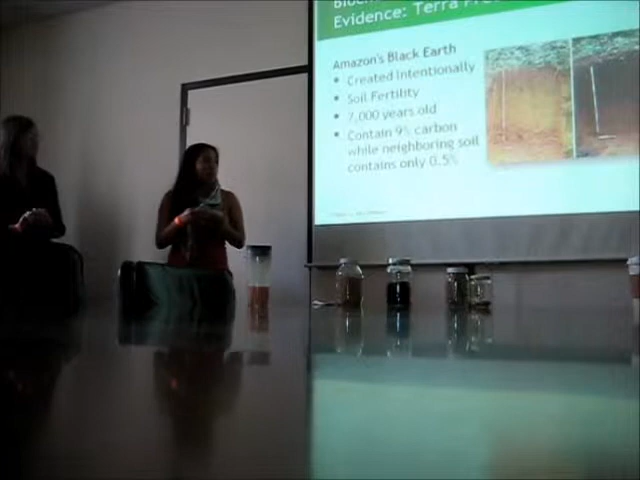 Evidence: Terra
Amazon's Black Earth
• Created Intentionally
• Soil Fertility
• 7,000 years old
• Contain 9% carbon
while neighboring soil
contains only 0.5%